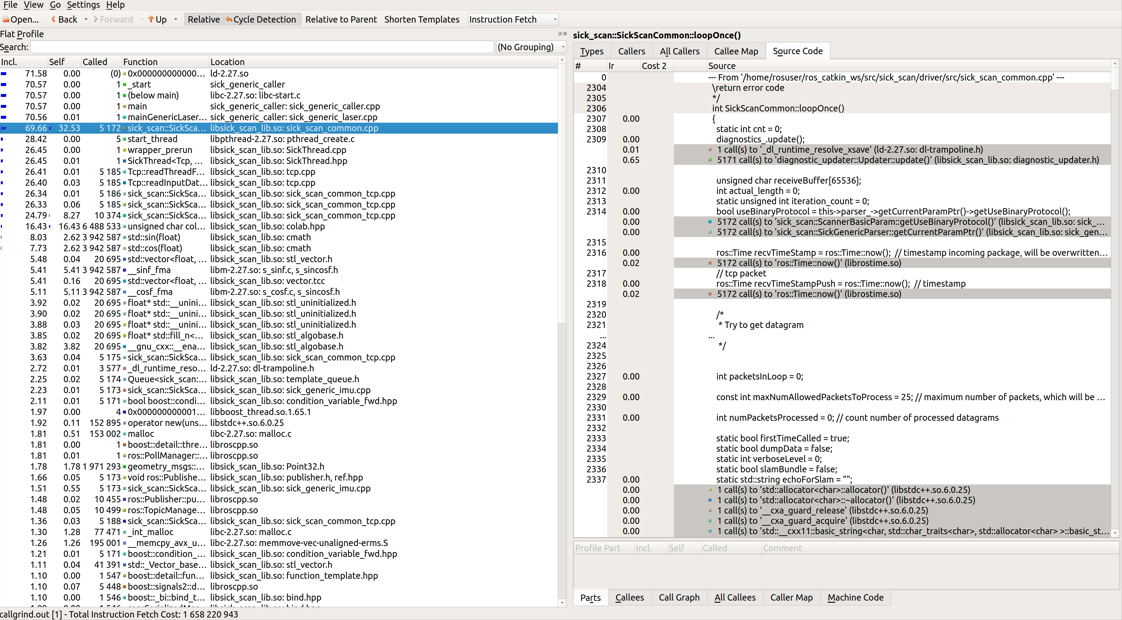 File View Go Settings Help
Open... Back Forward Up Relative Cycle Detection Relative to Parent Shorten Templates Instruction Fetch
Flat Profile
Search: (No Grouping)
Incl. Self Called Function Location
71.58 0.00 (0) 0x000000000000... ld-2.27.so
70.57 0.00 1 _start sick_generic_caller
70.57 0.00 1 (below main) libc-2.27.so: libc-start.c
70.57 0.00 1 main sick_generic_caller: sick_generic_caller.cpp
70.56 0.01 1 mainGenericLaser... libsick_scan_lib.so: sick_generic_laser.cpp
69.66 32.53 5 172 sick_scan::SickSca... libsick_scan_lib.so: sick_scan_common.cpp
28.42 0.00 5 start_thread libpthread-2.27.so: pthread_create.c
26.45 0.00 1 wrapper_prerun libsick_scan_lib.so: SickThread.hpp
26.45 0.01 1 SickThread<Tcp, ... libsick_scan_lib.so: SickThread.hpp
26.41 0.01 5 185 Tcp::readThreadF... libsick_scan_lib.so: tcp.cpp
26.40 0.03 5 185 Tcp::readInputDat... libsick_scan_lib.so: tcp.cpp
26.34 0.01 5 186 sick_scan::SickSca... libsick_scan_lib.so: sick_scan_common_tcp.cpp
26.33 0.06 5 185 sick_scan::SickSca... libsick_scan_lib.so: sick_scan_common_tcp.cpp
24.79 8.27 10 374 sick_scan::SickSca... libsick_scan_lib.so: sick_scan_common_tcp.cpp
16.43 16.43 6 488 533 unsigned char col... libsick_scan_lib.so: colab.hpp
8.03 2.62 3 942 587 std::sin(float) libsick_scan_lib.so: cmath
7.73 2.62 3 942 587 std::cos(float) libsick_scan_lib.so: cmath
5.48 0.04 20 695 std::vector<float, ... libsick_scan_lib.so: stl_vector.h
5.41 5.41 3 942 587 __sinf_fma libm-2.27.so: s_sinf.c, s_sincosf.h
5.41 0.16 20 695 std::vector<float, ... libsick_scan_lib.so: vector.tcc
5.11 5.11 3 942 587 __cosf_fma libm-2.27.so: s_cosf.c, s_sincosf.h
3.92 0.02 20 695 float* std::__unini... libsick_scan_lib.so: stl_uninitialized.h
3.90 0.02 20 695 float* std::__unini... libsick_scan_lib.so: stl_uninitialized.h
3.88 0.03 20 695 float* std::__unini... libsick_scan_lib.so: stl_uninitialized.h
3.85 0.02 20 695 float* std::fill_n<... libsick_scan_lib.so: stl_algobase.h
3.82 3.82 20 695 __gnu_cxx::__ena... libsick_scan_lib.so: stl_algobase.h
3.63 0.04 5 175 sick_scan::SickSca... libsick_scan_lib.so: sick_scan_common_tcp.cpp
2.72 0.01 3 577 _dl_runtime_reso... ld-2.27.so: dl-trampoline.h
2.25 0.02 5 174 Queue<sick_scan:... libsick_scan_lib.so: template_queue.h
2.23 0.01 5 173 sick_scan::SickSca... libsick_scan_lib.so: sick_generic_imu.cpp
2.11 0.01 5 171 bool boost::condi... libsick_scan_lib.so: condition_variable_fwd.hpp
1.97 0.00 4 0x0000000000001... libboost_thread.so.1.65.1
1.92 0.11 152 895 operator new(uns... libstdc++.so.6.0.25
1.81 0.51 153 002 malloc libc-2.27.so: malloc.c
1.81 0.00 1 boost::detail::thre... libroscpp.so
1.81 0.01 1 ros::PollManager::... libroscpp.so
1.78 1.78 1 971 293 geometry_msgs::... libsick_scan_lib.so: Point32.h
1.66 0.05 5 173 void ros::Publishe... libsick_scan_lib.so: publisher.h, ref.hpp
1.51 0.55 5 173 sick_scan::SickSca... libsick_scan_lib.so: sick_generic_imu.cpp
1.48 0.02 10 455 ros::Publisher::pu... libroscpp.so
1.48 0.05 10 499 ros::TopicManage... libroscpp.so
1.36 0.03 5 188 sick_scan::SickSca... libsick_scan_lib.so: sick_scan_common_tcp.cpp
1.30 1.28 77 471 _int_malloc libc-2.27.so: malloc.c
1.26 1.26 195 001 __memcpy_avx_u... libc-2.27.so: memmove-vec-unaligned-erms.S
1.21 0.01 5 171 boost::condition_... libsick_scan_lib.so: condition_variable_fwd.hpp
1.11 0.04 41 391 std::_Vector_base... libsick_scan_lib.so: stl_vector.h
1.10 0.00 1 547 boost::detail::fun... libsick_scan_lib.so: function_template.hpp
1.10 0.07 5 448 boost::signals2::d... libroscpp.so
1.10 0.00 1 546 boost::_bi::bind_t... libsick_scan_lib.so: bind.hpp
callgrind.out [1] - Total Instruction Fetch Cost: 1 658 220 943
sick_scan::SickScanCommon::loopOnce()
Types Callers All Callers Callee Map Source Code
# Ir Cost 2 Source
0 --- From '/home/rosuser/ros_catkin_ws/src/sick_scan/driver/src/sick_scan_common.cpp' ---
2304 \return error code
2305 */
2306 int SickScanCommon::loopOnce()
2307 0.00 {
2308 static int cnt = 0;
2309 0.00 diagnostics_.update();
0.01 1 call(s) to '_dl_runtime_resolve_xsave' (ld-2.27.so: dl-trampoline.h)
0.65 5171 call(s) to 'diagnostic_updater::Updater::update()' (libsick_scan_lib.so: diagnostic_updater.h)
2310
2311 unsigned char receiveBuffer[65536];
2312 0.00 int actual_length = 0;
2313 static unsigned int iteration_count = 0;
2314 0.00 bool useBinaryProtocol = this->parser_->getCurrentParamPtr()->getUseBinaryProtocol();
0.00 5172 call(s) to 'sick_scan::ScannerBasicParam::getUseBinaryProtocol()' (libsick_scan_lib.so: sick_...
0.00 5172 call(s) to 'sick_scan::SickGenericParser::getCurrentParamPtr()' (libsick_scan_lib.so: sick_gen...
2315
2316 0.00 ros::Time recvTimeStamp = ros::Time::now(); // timestamp incoming package, will be overwritten...
0.02 5172 call(s) to 'ros::Time::now()' (librostime.so)
2317 // tcp packet
2318 0.00 ros::Time recvTimeStampPush = ros::Time::now(); // timestamp
0.02 5172 call(s) to 'ros::Time::now()' (librostime.so)
2319
2320 /*
2321 * Try to get datagram
... ...
2324 */
2325
2326
2327 0.00 int packetsInLoop = 0;
2328
2329 0.00 const int maxNumAllowedPacketsToProcess = 25; // maximum number of packets, which will be ...
2330
2331 0.00 int numPacketsProcessed = 0; // count number of processed datagrams
2332
2333 static bool firstTimeCalled = true;
2334 static bool dumpData = false;
2335 static int verboseLevel = 0;
2336 static bool slamBundle = false;
2337 0.00 static std::string echoForSlam = "";
0.00 1 call(s) to 'std::allocator<char>::allocator()' (libstdc++.so.6.0.25)
0.00 1 call(s) to 'std::allocator<char>::~allocator()' (libstdc++.so.6.0.25)
0.00 1 call(s) to '__cxa_guard_release' (libstdc++.so.6.0.25)
0.00 1 call(s) to '__cxa_guard_acquire' (libstdc++.so.6.0.25)
0.00 1 call(s) to 'std::__cxx11::basic_string<char, std::char_traits<char>, std::allocator<char> >::basic_st...
Profile Part Incl. Self Called Comment
Parts Callees Call Graph All Callees Caller Map Machine Code